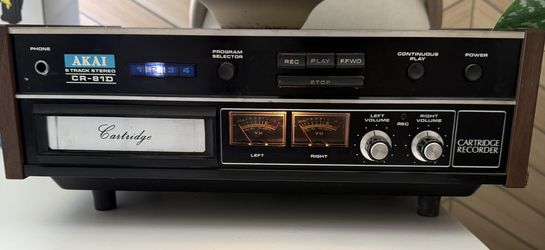 PHONE
AKAI
8 TRACK STEREO
CR-81D
1 2 3 4
PROGRAM
SELECTOR
REC PLAY FFWD
STOP
CONTINUOUS
PLAY
POWER
Cartridge
VU VU
LEFT RIGHT
LEFT
VOLUME
REC
RIGHT
VOLUME
CARTRIDGE
RECORDER